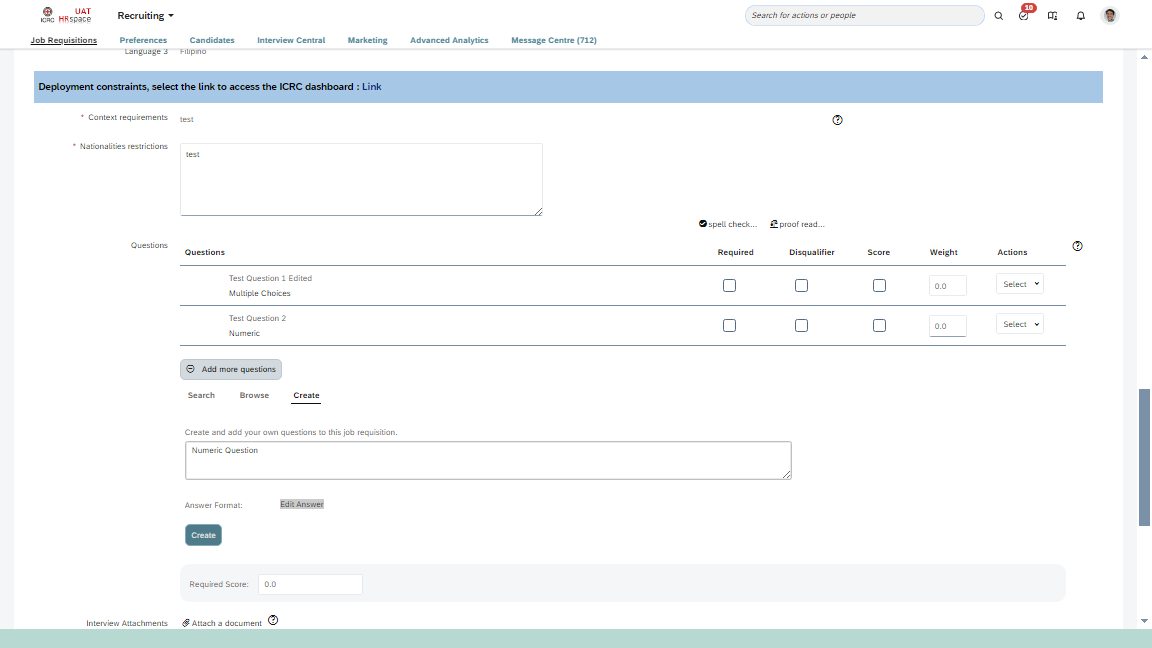 ICRC
UAT
HRspace
Recruiting
Search for actions or people
10
Job Requisitions
Preferences
Candidates
Interview Central
Marketing
Advanced Analytics
Message Centre (712)
Language 3
Filipino
Deployment constraints, select the link to access the ICRC dashboard : Link
* Context requirements
test
* Nationalities restrictions
test
spell check...
proof read...
Questions
Questions
Required
Disqualifier
Score
Weight
Actions
Test Question 1 Edited
Multiple Choices
0.0
Select
Test Question 2
Numeric
0.0
Select
Add more questions
Search
Browse
Create
Create and add your own questions to this job requisition.
Numeric Question
Answer Format:
Edit Answer
Create
Required Score:
0.0
Interview Attachments
Attach a document